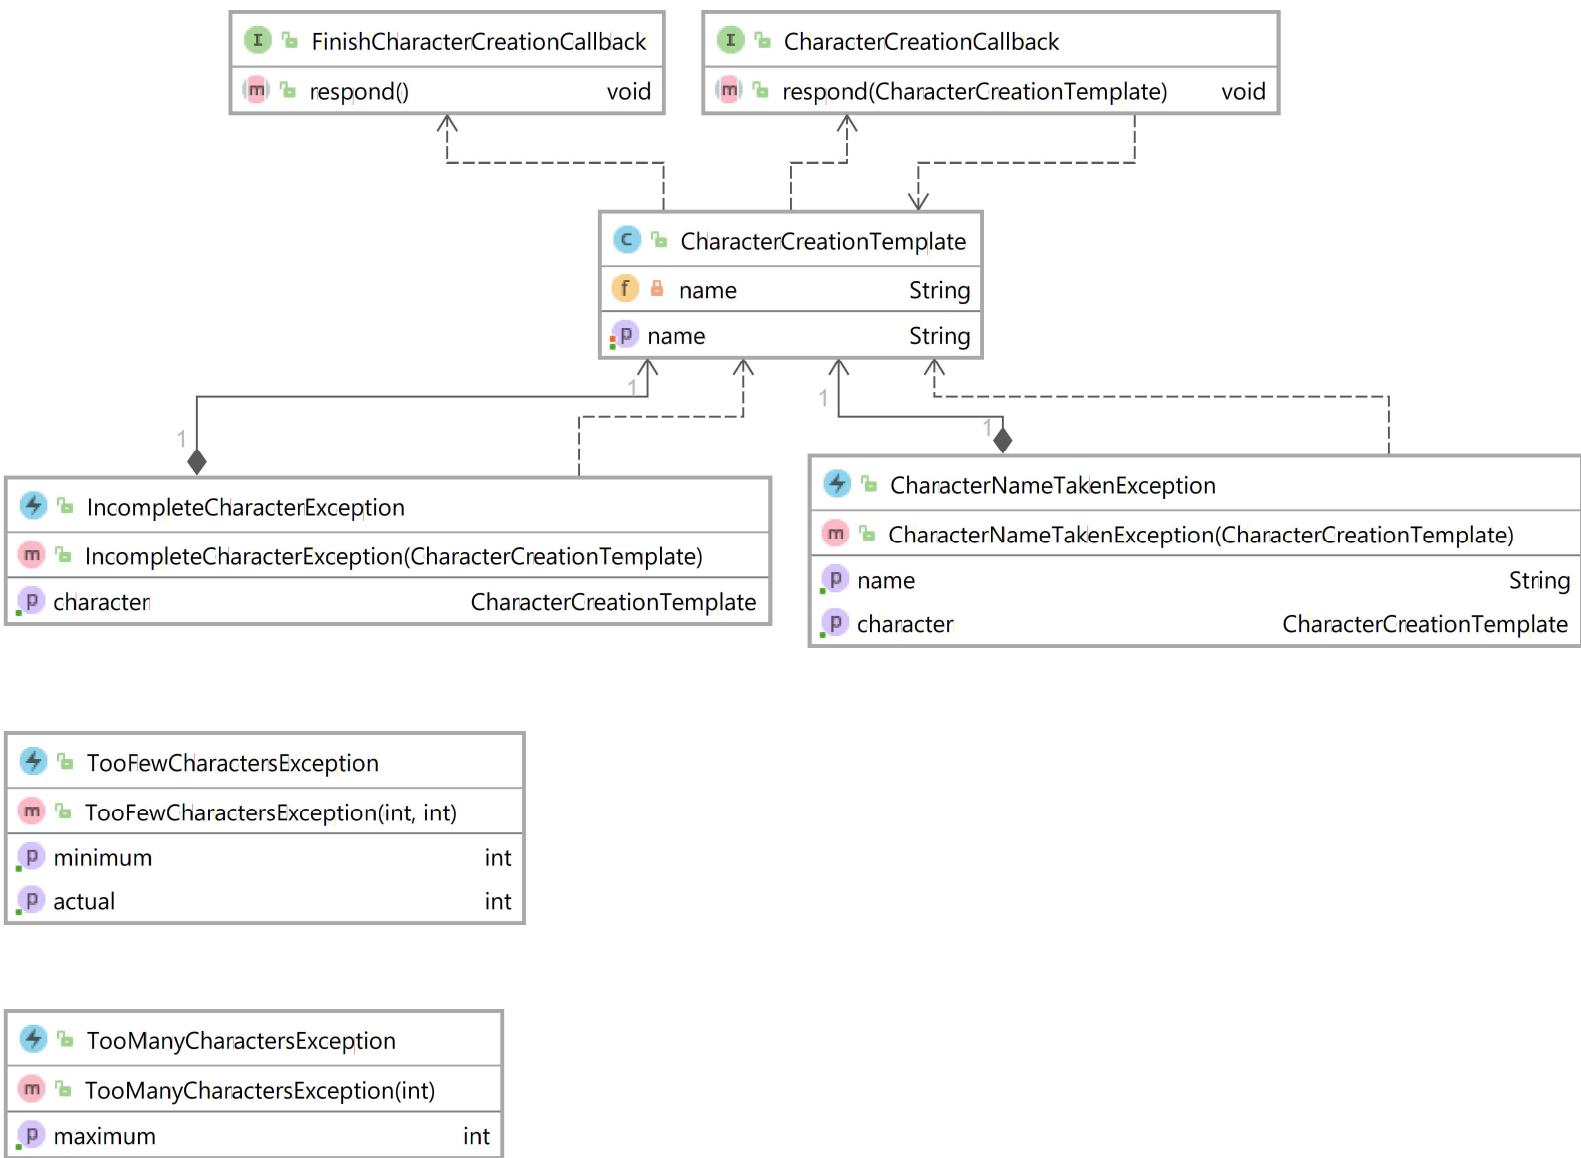 FinishCharacterCreationCallback
respond() void
CharacterCreationCallback
respond(CharacterCreationTemplate) void
CharacterCreationTemplate
name String
name String
1
1
1
1
IncompleteCharacterException
IncompleteCharacterException(CharacterCreationTemplate)
character CharacterCreationTemplate
CharacterNameTakenException
CharacterNameTakenException(CharacterCreationTemplate)
name String
character CharacterCreationTemplate
TooFewCharactersException
TooFewCharactersException(int, int)
minimum int
actual int
TooManyCharactersException
TooManyCharactersException(int)
maximum int